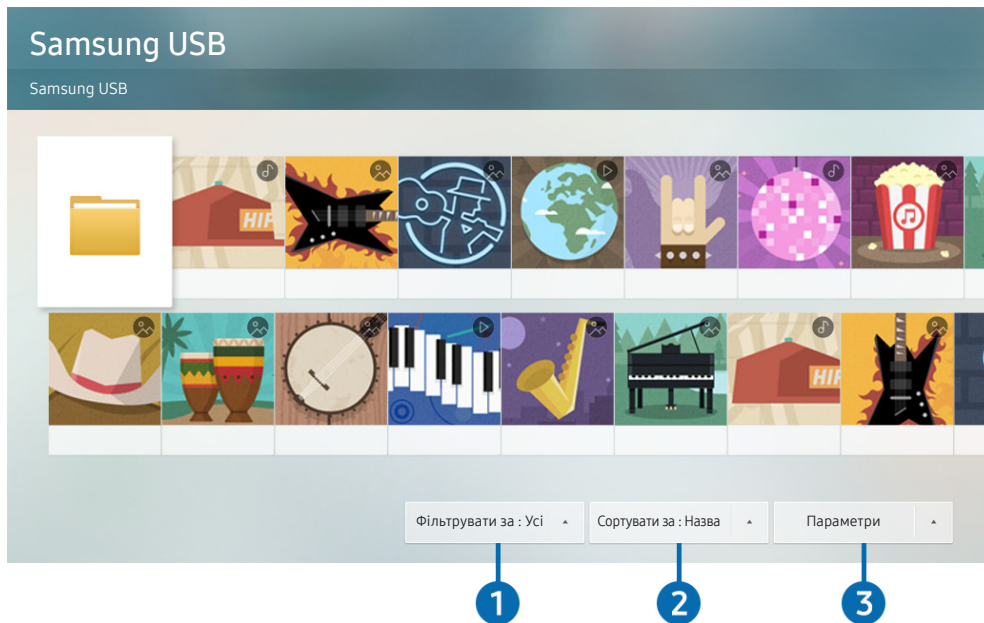 Samsung USB
Samsung USB
HIP
HIP
Фільтрувати за : Усі
Сортувати за : Назва
Параметри
1
2
3